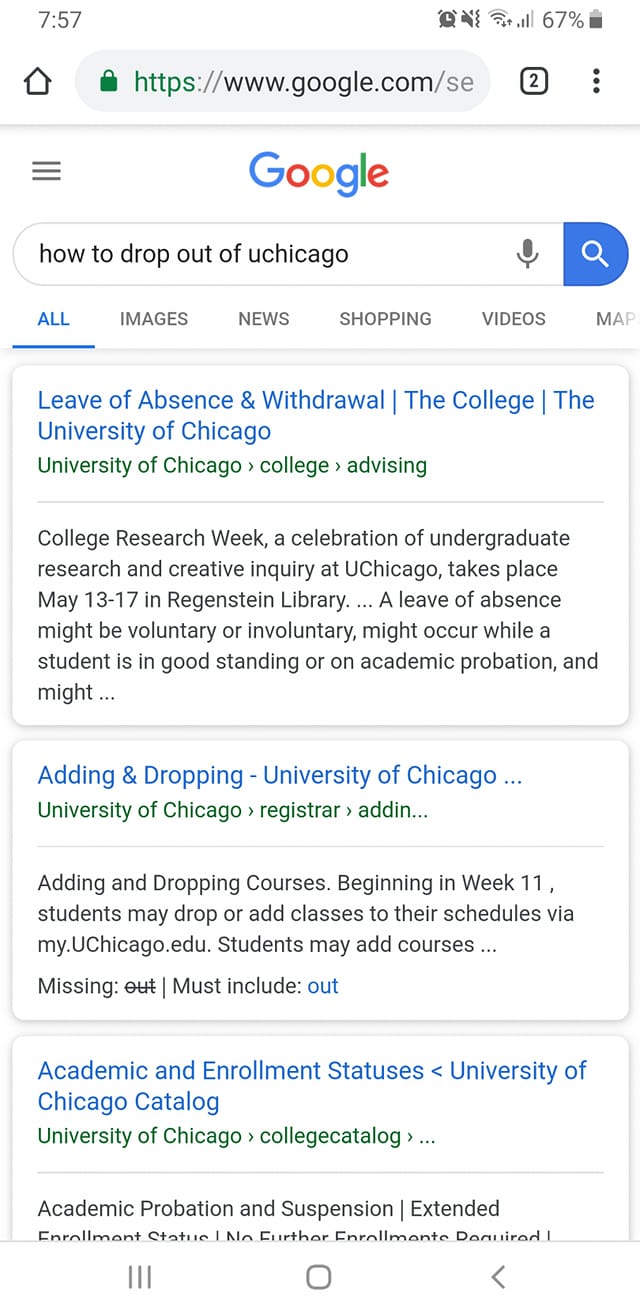 7:57 67%
https://www.google.com/se 2
Google
how to drop out of uchicago
ALL IMAGES NEWS SHOPPING VIDEOS MAP
Leave of Absence & Withdrawal | The College | The
University of Chicago
University of Chicago › college › advising
College Research Week, a celebration of undergraduate
research and creative inquiry at UChicago, takes place
May 13-17 in Regenstein Library. ... A leave of absence
might be voluntary or involuntary, might occur while a
student is in good standing or on academic probation, and
might ...
Adding & Dropping - University of Chicago ...
University of Chicago › registrar › addin...
Adding and Dropping Courses. Beginning in Week 11 ,
students may drop or add classes to their schedules via
my.UChicago.edu. Students may add courses ...
Missing: out | Must include: out
Academic and Enrollment Statuses < University of
Chicago Catalog
University of Chicago › collegecatalog › ...
Academic Probation and Suspension | Extended
Enrollment Status | No Further Enrollments Required |